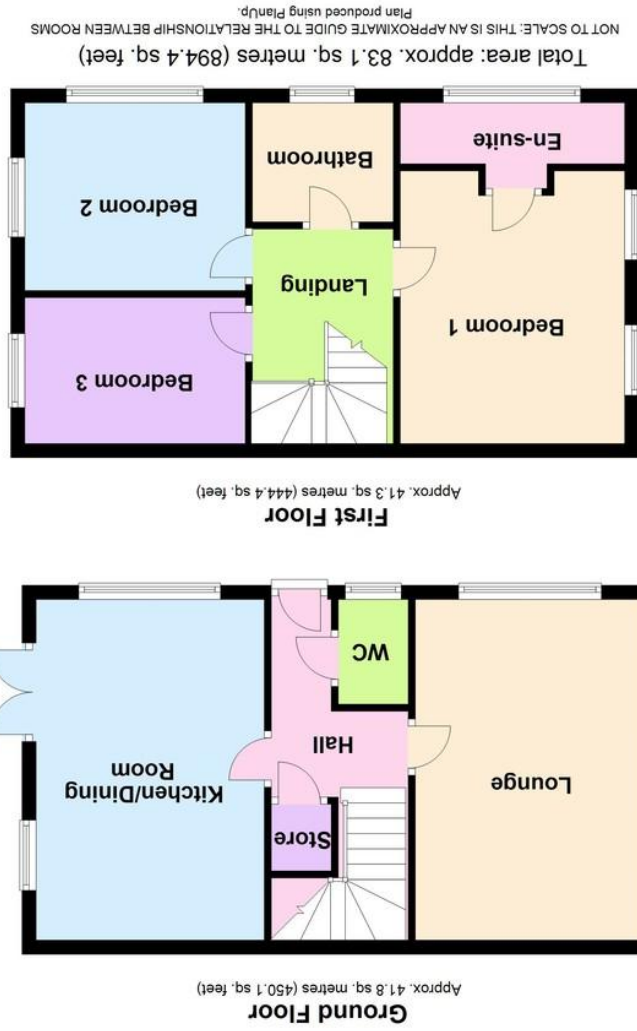 Ground Floor
Approx. 41.8 sq. metres (450.1 sq. feet)
Lounge
Store
Kitchen/Dining
Room
Hall
WC
First Floor
Approx. 41.3 sq. metres (444.4 sq. feet)
Bedroom 1
Bedroom 3
Landing
En-suite
Bathroom
Bedroom 2
Total area: approx. 83.1 sq. metres (894.4 sq. feet)
NOT TO SCALE: THIS IS AN APPROXIMATE GUIDE TO THE RELATIONSHIP BETWEEN ROOMS
Plan produced using PlanUp.